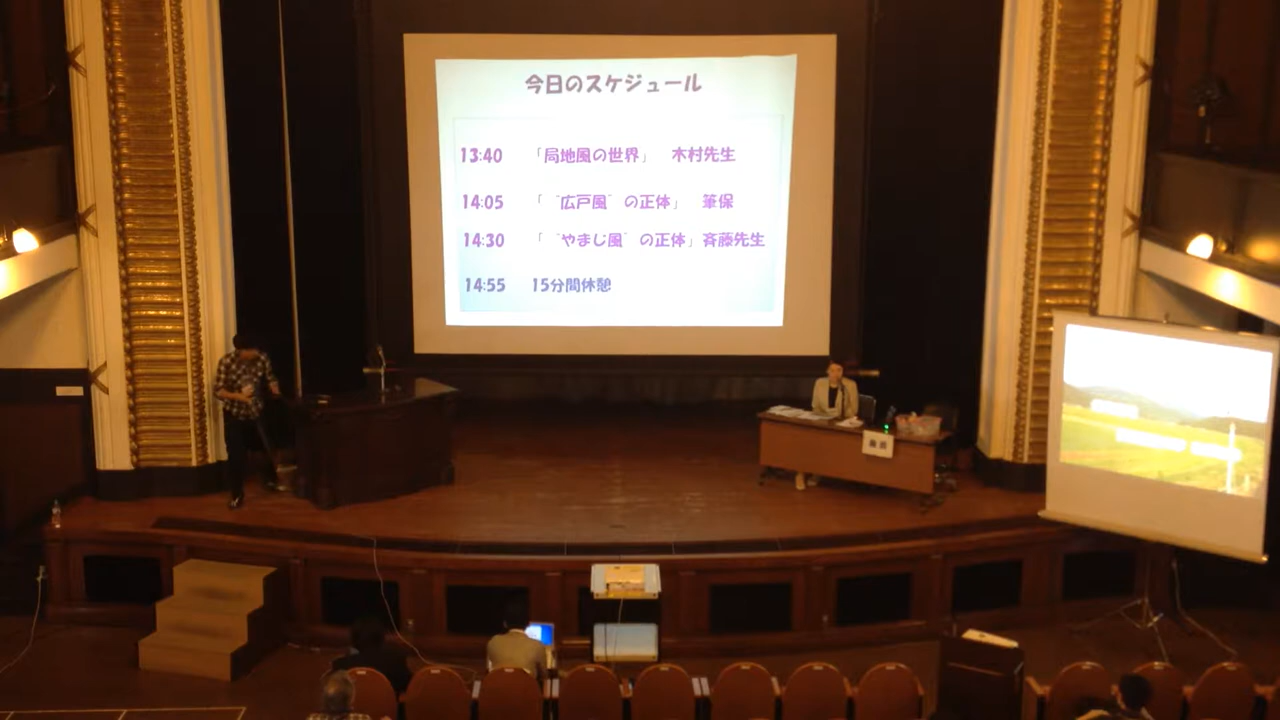 今日のスケジュール
13:40 「局地風の世界」 木村先生
14:05 「“広戸風”の正体」 筆保
14:30 「“やまじ風”の正体」斉藤先生
14:55 15分間休憩